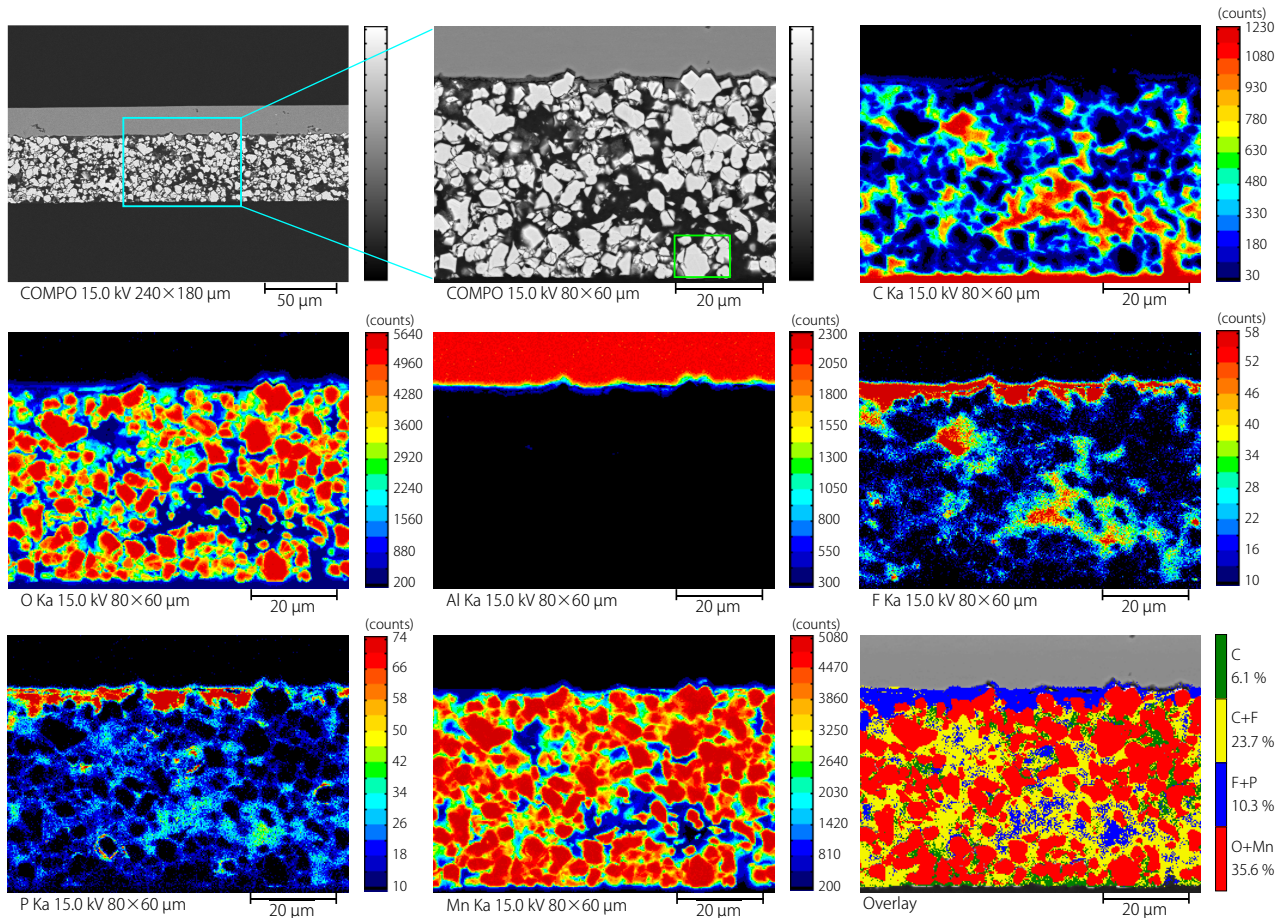 COMPO 15.0 kV 240×180 µm
50 µm
COMPO 15.0 kV 80×60 µm
20 µm
(counts)
1230
1080
930
780
630
480
330
180
30
C Ka 15.0 kV 80×60 µm
20 µm
(counts)
5640
4960
4280
3600
2920
2240
1560
880
200
O Ka 15.0 kV 80×60 µm
20 µm
(counts)
2300
2050
1800
1550
1300
1050
800
550
300
Al Ka 15.0 kV 80×60 µm
20 µm
(counts)
58
52
46
40
34
28
22
16
10
F Ka 15.0 kV 80×60 µm
20 µm
(counts)
74
66
58
50
42
34
26
18
10
P Ka 15.0 kV 80×60 µm
20 µm
(counts)
5080
4470
3860
3250
2640
2030
1420
810
200
Mn Ka 15.0 kV 80×60 µm
20 µm
C
6.1 %
C+F
23.7 %
F+P
10.3 %
O+Mn
35.6 %
Overlay
20 µm